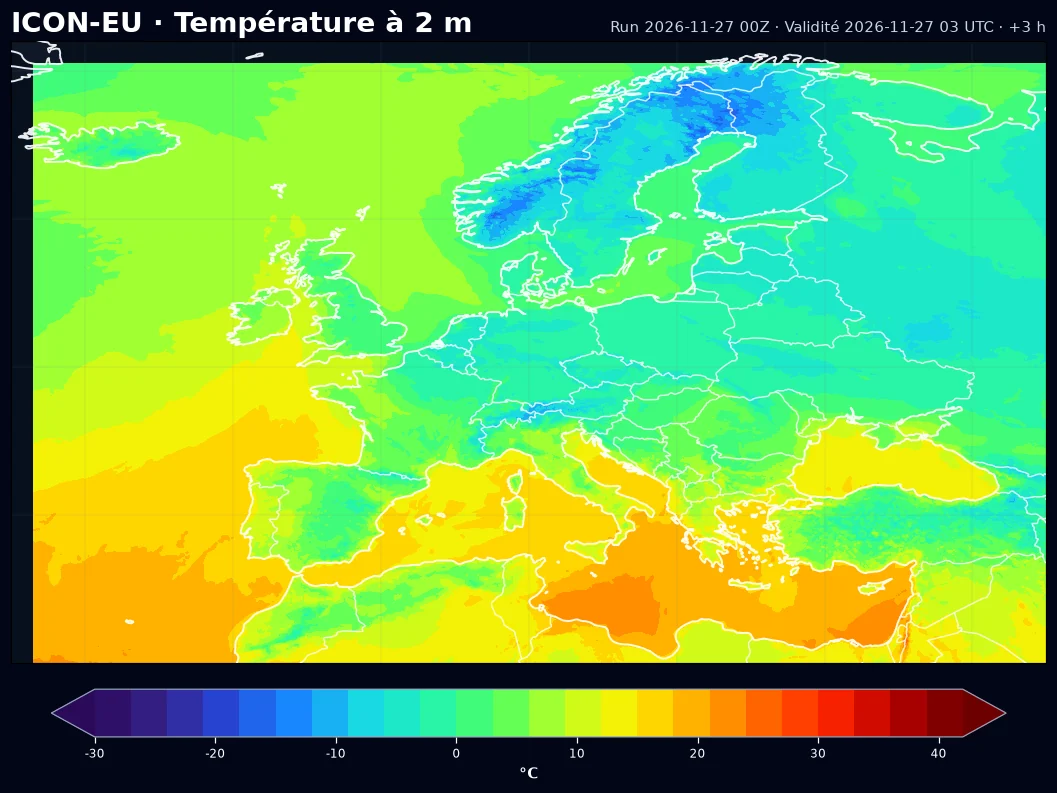 ICON-EU · Température à 2 m
Run 2026-11-27 00Z · Validité 2026-11-27 03 UTC · +3 h
-30 -20 -10 0 10 20 30 40
°C